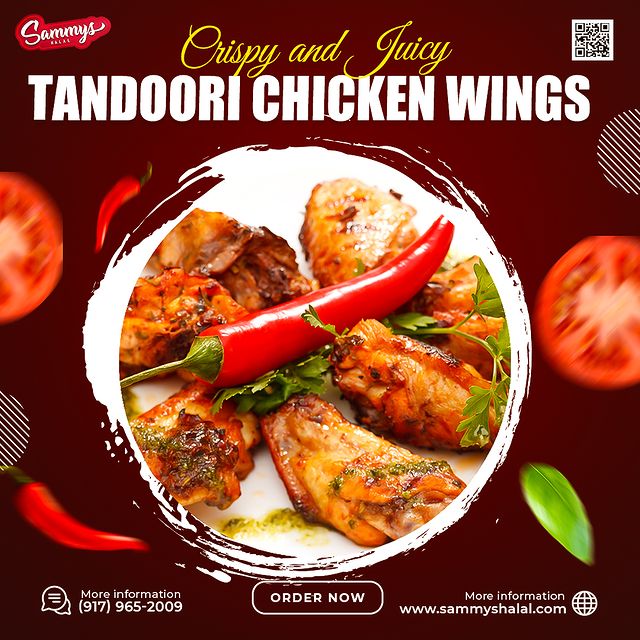 Sammys
HALAL
Crispy and Juicy
TANDOORI CHICKEN WINGS
More information
(917) 965-2009
ORDER NOW
More information
www.sammyshalal.com